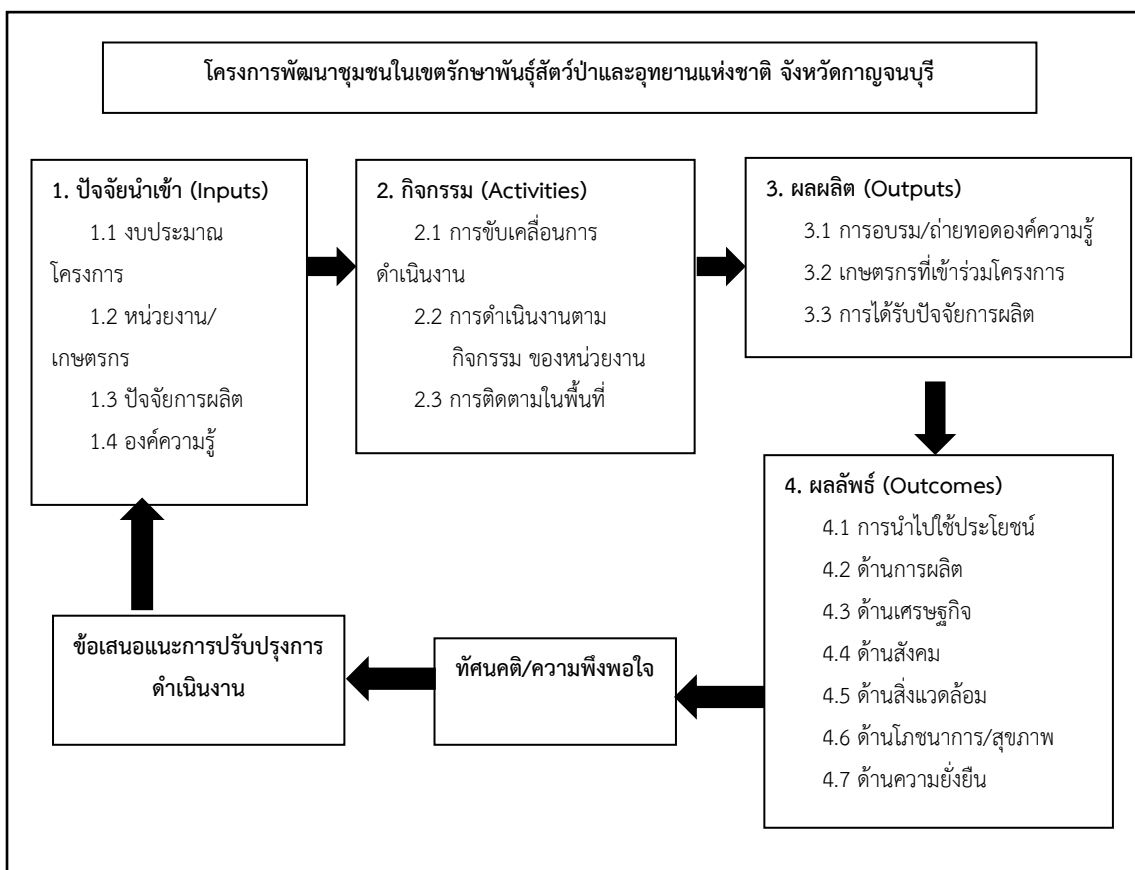 โครงการพัฒนาชุมชนในเขตรักษาพันธุ์สัตว์ป่าและอุทยานแห่งชาติ จังหวัดกาญจนบุรี
1. ปัจจัยนำเข้า (Inputs)
1.1 งบประมาณ
โครงการ
1.2 หน่วยงาน/
เกษตรกร
1.3 ปัจจัยการผลิต
1.4 องค์ความรู้
2. กิจกรรม (Activities)
2.1 การขับเคลื่อนการ
ดำเนินงาน
2.2 การดำเนินงานตาม
กิจกรรม ของหน่วยงาน
2.3 การติดตามในพื้นที่
3. ผลผลิต (Outputs)
3.1 การอบรม/ถ่ายทอดองค์ความรู้
3.2 เกษตรกรที่เข้าร่วมโครงการ
3.3 การได้รับปัจจัยการผลิต
4. ผลลัพธ์ (Outcomes)
4.1 การนำไปใช้ประโยชน์
4.2 ด้านการผลิต
4.3 ด้านเศรษฐกิจ
4.4 ด้านสังคม
4.5 ด้านสิ่งแวดล้อม
4.6 ด้านโภชนาการ/สุขภาพ
4.7 ด้านความยั่งยืน
ทัศนคติ/ความพึงพอใจ
ข้อเสนอแนะการปรับปรุงการ
ดำเนินงาน